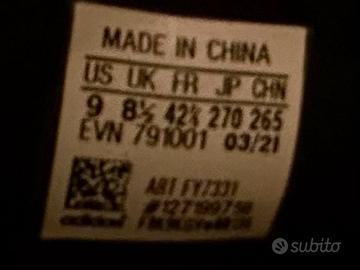 MADE IN CHINA
US UK FR JP CHN
9 8½ 42⅔ 270 265
EVN 791001 03/21
ART FY7331
adidas
subito